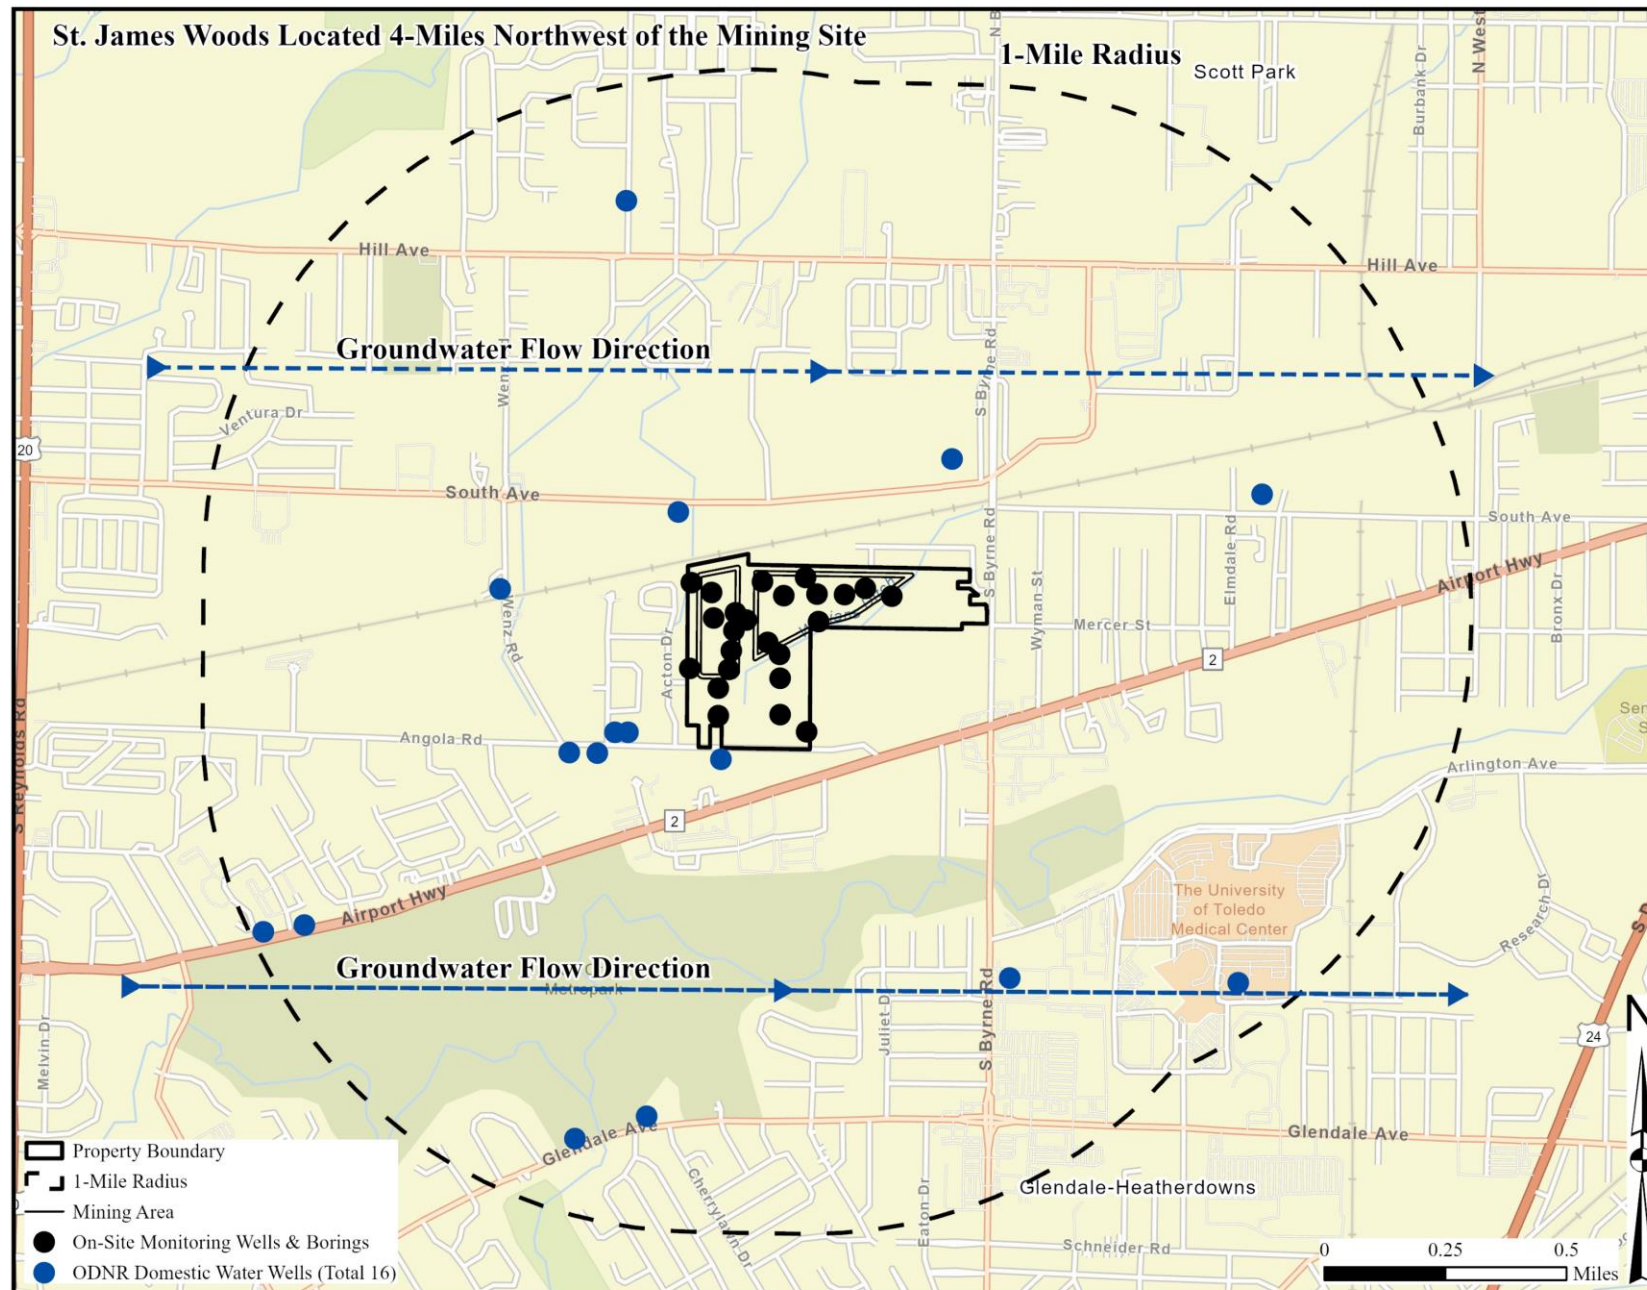 St. James Woods Located 4-Miles Northwest of the Mining Site
1-Mile Radius
Scott Park
Burbank Dr
N West
N B
Hill Ave
Hill Ave
Groundwater Flow Direction
Ventura Dr
S Byrne Rd
20
South Ave
South Ave
Airport Hwy
S Byrne Rd
Elmdale Rd
Wyman St
Bronx Dr
Wenz Rd
Acton Dr
Mercer St
2
S Reynolds Rd
Angola Rd
Arlington Ave
2
The University
of Toledo
Medical Center
Airport Hwy
Research Dr
Groundwater Flow Direction
Metropark
S Byrne Rd
Melvin Dr
24
N
Glendale Ave
Glendale Ave
Glendale-Heatherdowns
Cherrylawn Dr
Eaton Dr
Schneider Rd
Property Boundary
1-Mile Radius
Mining Area
On-Site Monitoring Wells & Borings
ODNR Domestic Water Wells (Total 16)
0 0.25 0.5
Miles